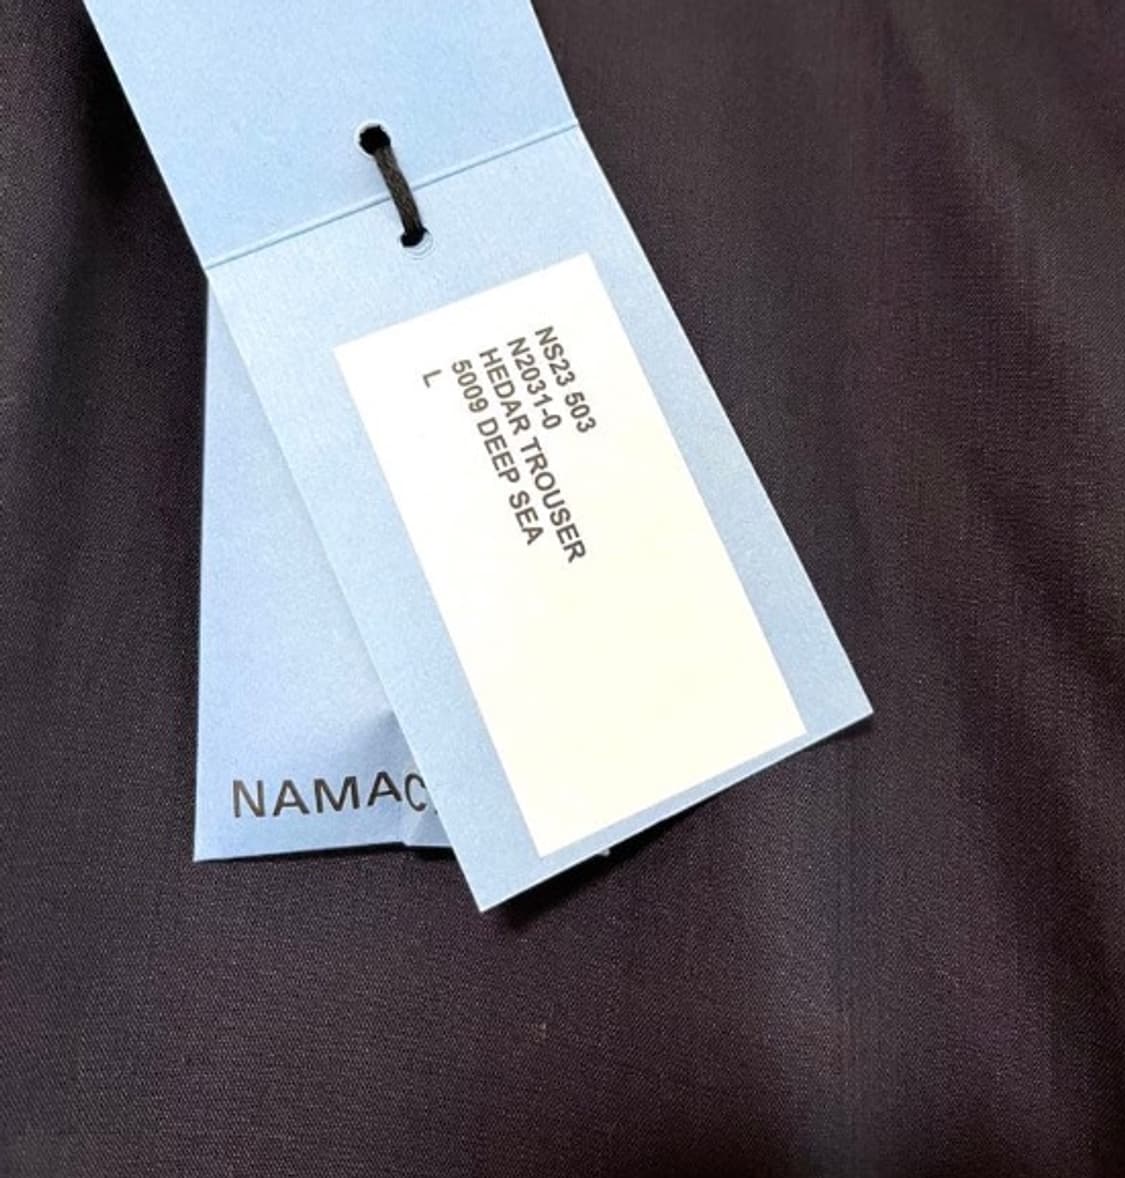 NS23 503
N2031-0
HEDAR TROUSER
5009 DEEP SEA
L
NAMAC